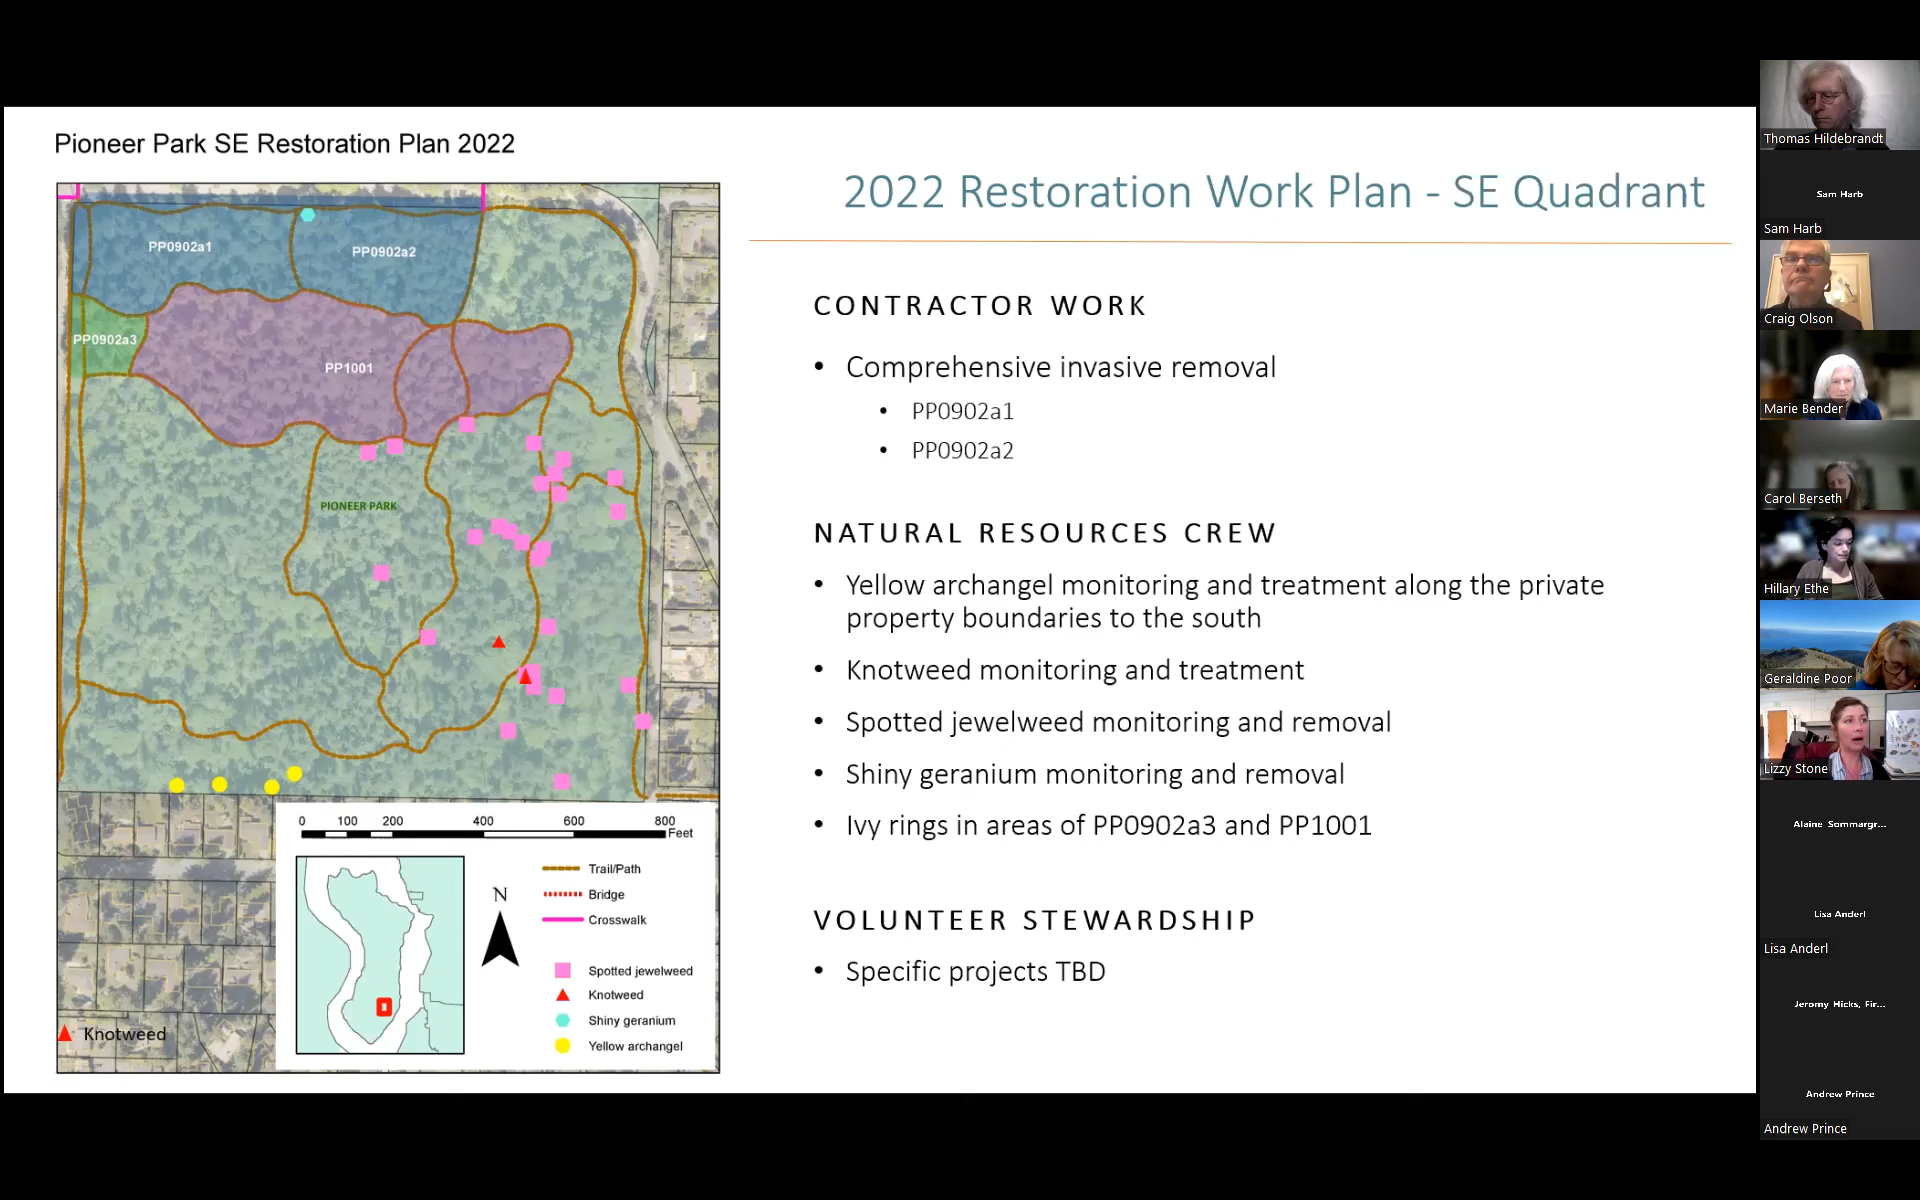 Pioneer Park SE Restoration Plan 2022
PP0902a1
PP0902a2
PP0902a3
PP1001
PIONEER PARK
0 100 200 400 600 800
Feet
N
Trail/Path
Bridge
Crosswalk
Spotted jewelweed
Knotweed
Shiny geranium
Yellow archangel
Knotweed
2022 Restoration Work Plan - SE Quadrant
CONTRACTOR WORK
• Comprehensive invasive removal
• PP0902a1
• PP0902a2
NATURAL RESOURCES CREW
• Yellow archangel monitoring and treatment along the private
property boundaries to the south
• Knotweed monitoring and treatment
• Spotted jewelweed monitoring and removal
• Shiny geranium monitoring and removal
• Ivy rings in areas of PP0902a3 and PP1001
VOLUNTEER STEWARDSHIP
• Specific projects TBD
Thomas Hildebrandt
Sam Harb
Sam Harb
Craig Olson
Marie Bender
Carol Berseth
Hillary Ethe
Geraldine Poor
Lizzy Stone
Alaine Sommargr...
Lisa Anderl
Lisa Anderl
Jeromy Hicks, Fir...
Andrew Prince
Andrew Prince